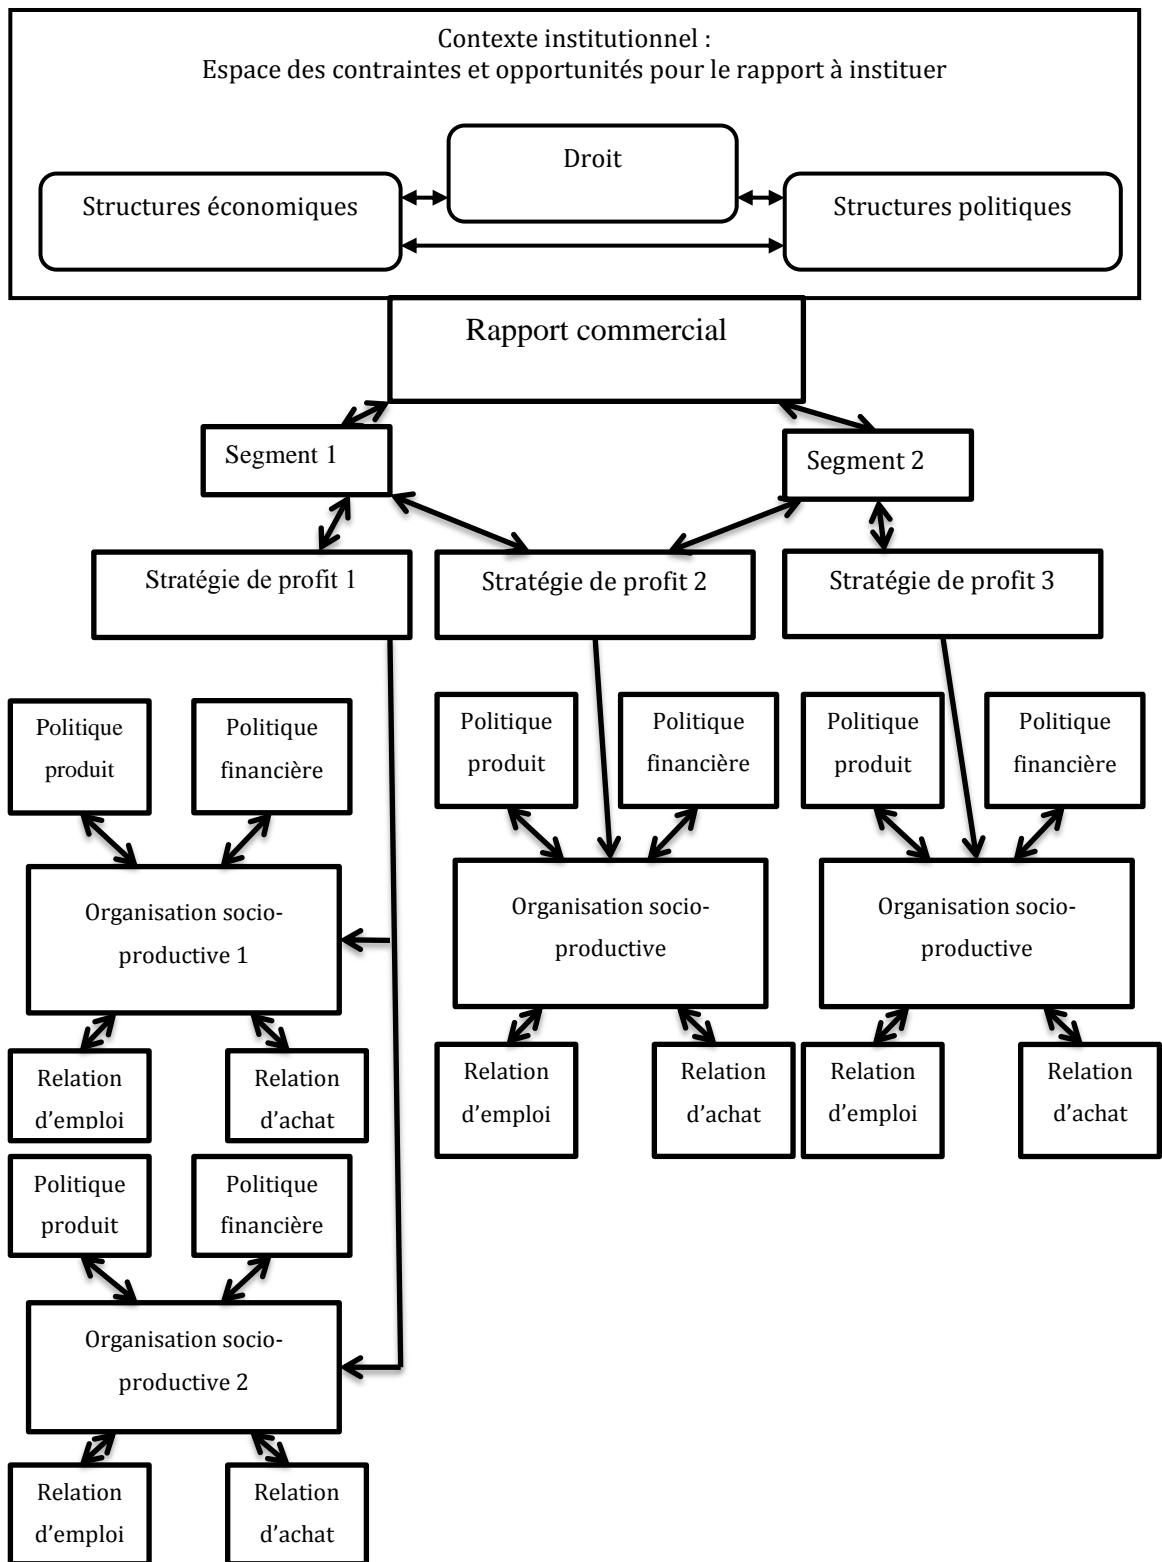 Contexte institutionnel :
Espace des contraintes et opportunités pour le rapport à instituer
Droit
Structures économiques
Structures politiques
Rapport commercial
Segment 1
Segment 2
Stratégie de profit 1
Stratégie de profit 2
Stratégie de profit 3
Politique
produit
Politique
financière
Politique
produit
Politique
financière
Politique
produit
Politique
financière
Organisation socio-
productive 1
Organisation socio-
productive
Organisation socio-
productive
Relation
d’emploi
Relation
d’achat
Relation
d’emploi
Relation
d’achat
Relation
d’emploi
Relation
d’achat
Politique
produit
Politique
financière
Organisation socio-
productive 2
Relation
d’emploi
Relation
d’achat